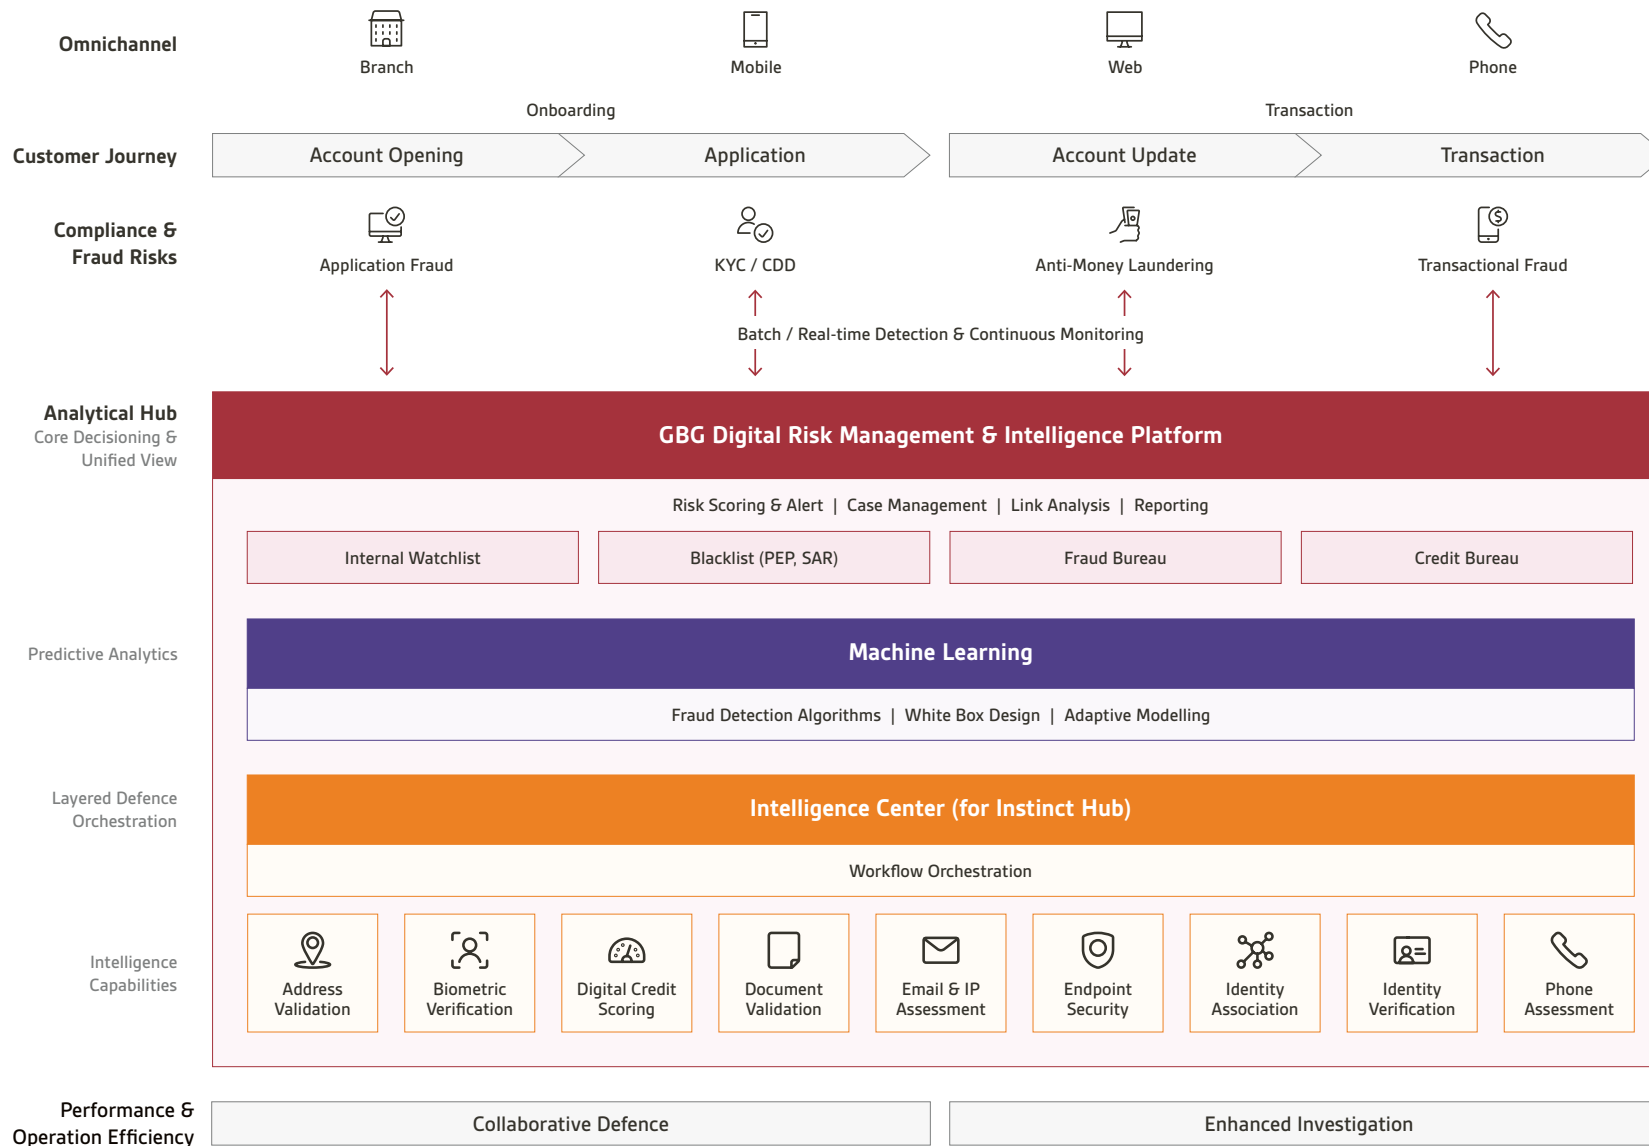 Omnichannel
Branch
Mobile
Web
Phone
Onboarding
Transaction
Customer Journey
Account Opening
Application
Account Update
Transaction
Compliance &
Fraud Risks
Application Fraud
KYC / CDD
Anti-Money Laundering
Transactional Fraud
Batch / Real-time Detection & Continuous Monitoring
Analytical Hub
Core Decisioning &
Unified View
GBG Digital Risk Management & Intelligence Platform
Risk Scoring & Alert | Case Management | Link Analysis | Reporting
Internal Watchlist
Blacklist (PEP, SAR)
Fraud Bureau
Credit Bureau
Predictive Analytics
Machine Learning
Fraud Detection Algorithms | White Box Design | Adaptive Modelling
Layered Defence
Orchestration
Intelligence Center (for Instinct Hub)
Workflow Orchestration
Intelligence
Capabilities
Address
Validation
Biometric
Verification
Digital Credit
Scoring
Document
Validation
Email & IP
Assessment
Endpoint
Security
Identity
Association
Identity
Verification
Phone
Assessment
Performance &
Operation Efficiency
Collaborative Defence
Enhanced Investigation